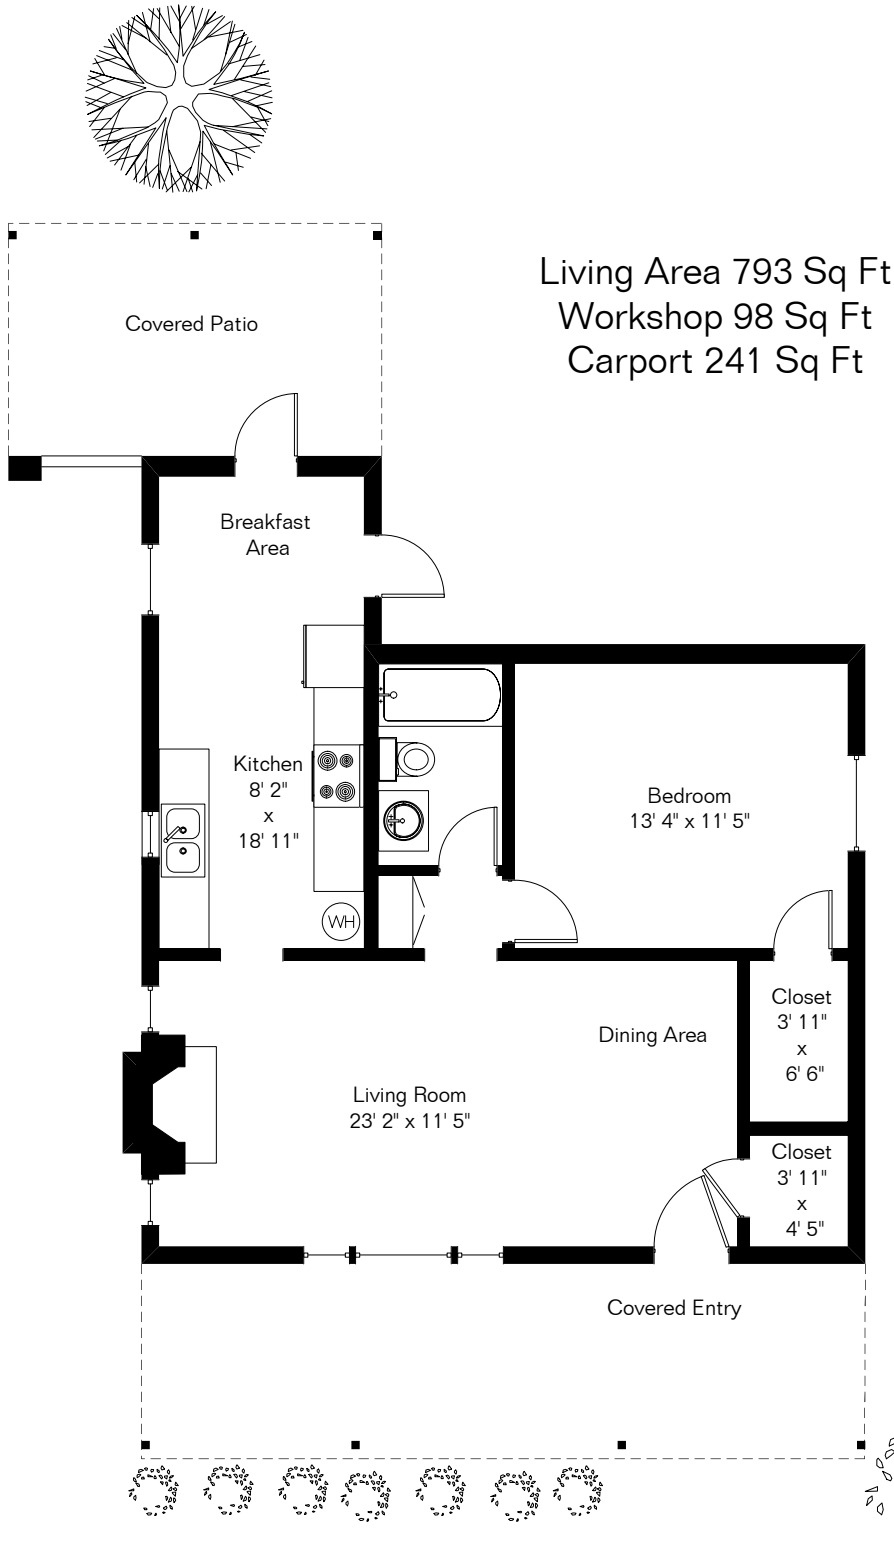 Living Area 793 Sq Ft
Workshop 98 Sq Ft
Carport 241 Sq Ft
Covered Patio
Breakfast
Area
Kitchen
8' 2"
x
18' 11"
WH
Bedroom
13' 4" x 11' 5"
Closet
3' 11"
x
6' 6"
Dining Area
Living Room
23' 2" x 11' 5"
Closet
3' 11"
x
4' 5"
Covered Entry